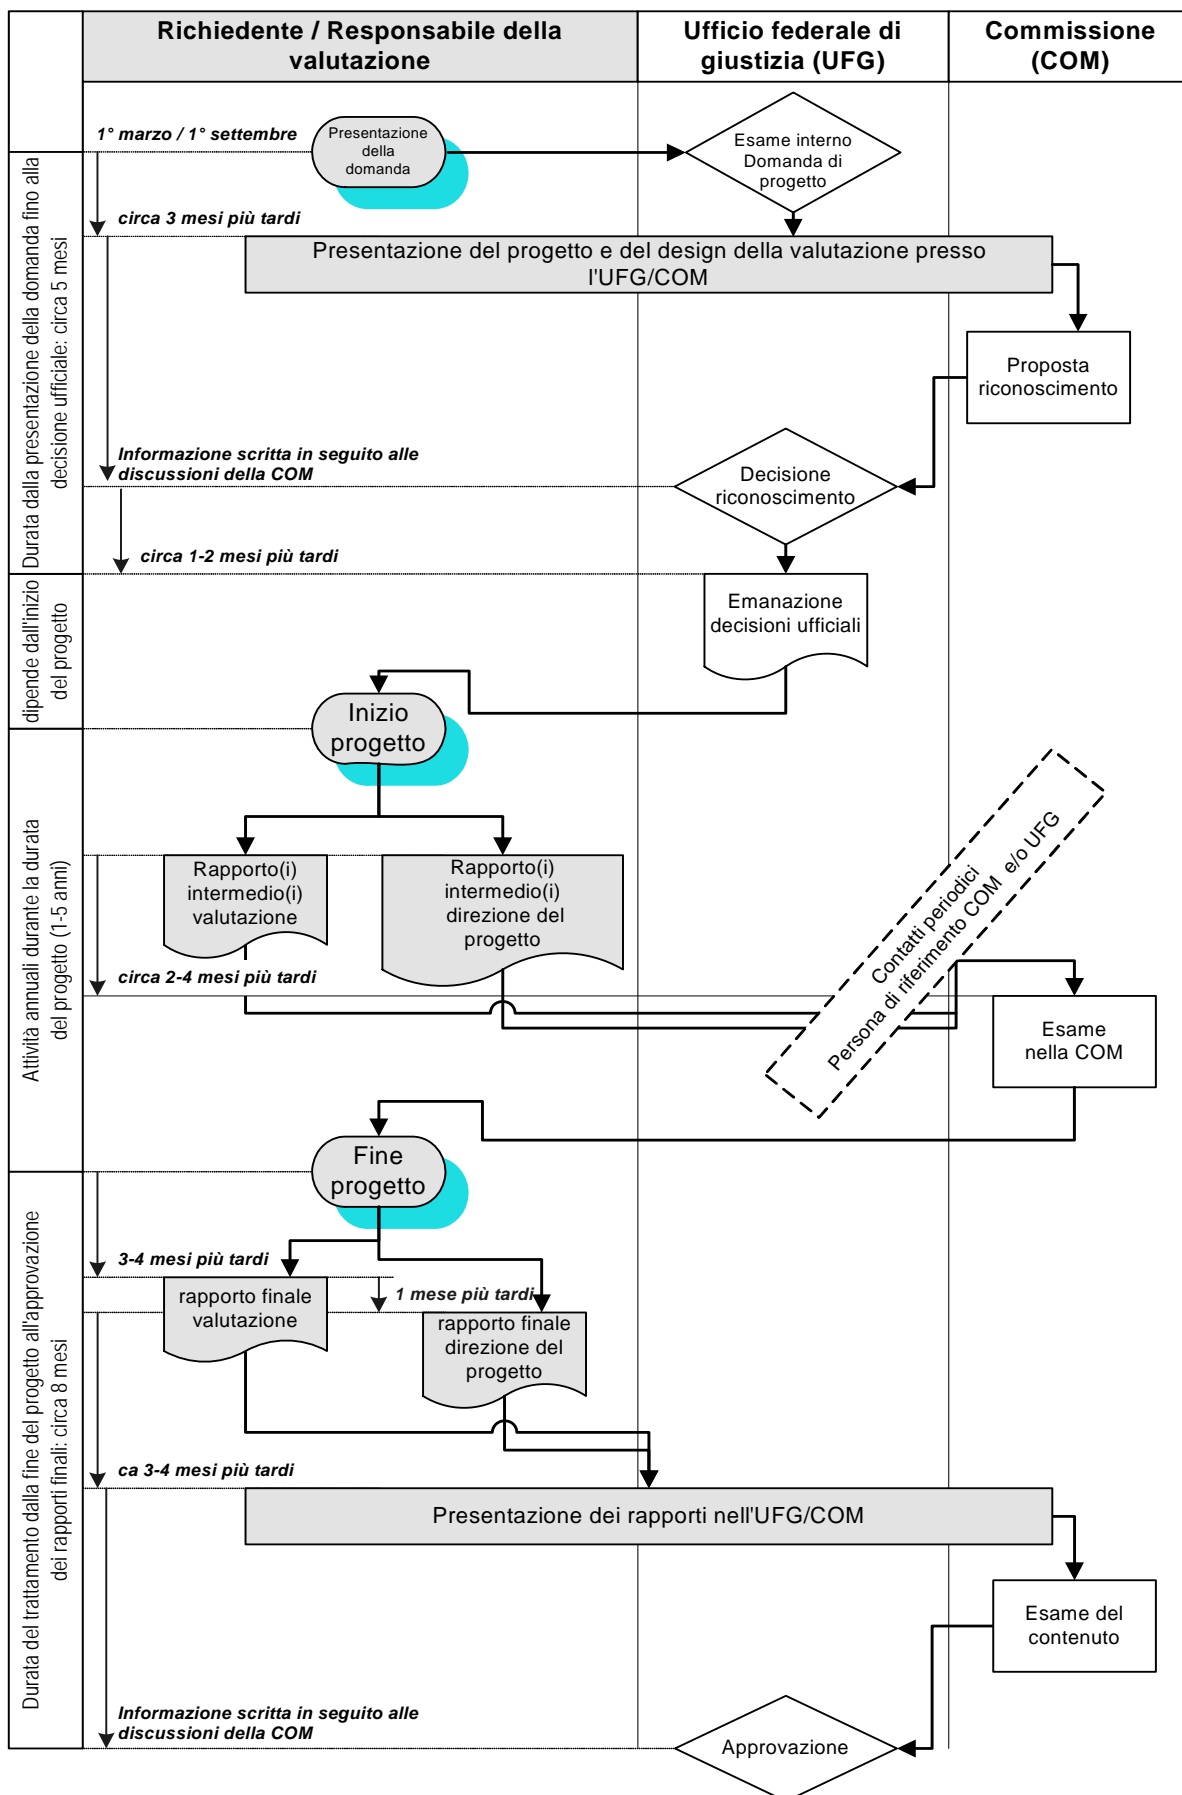 Richiedente / Responsabile della
valutazione
Ufficio federale di
giustizia (UFG)
Commissione
(COM)
1° marzo / 1° settembre
Presentazione
della
domanda
Esame interno
Domanda di
progetto
Durata dalla presentazione della domanda fino alla
decisione ufficiale: circa 5 mesi
circa 3 mesi più tardi
Presentazione del progetto e del design della valutazione presso
l'UFG/COM
Proposta
riconoscimento
Informazione scritta in seguito alle
discussioni della COM
Decisione
riconoscimento
circa 1-2 mesi più tardi
dipende dall'inizio
del progetto
Emanazione
decisioni ufficiali
Inizio
progetto
Attività annuali durante la durata
del progetto (1-5 anni)
Rapporto(i)
intermedio(i)
valutazione
Rapporto(i)
intermedio(i)
direzione del
progetto
Contatti periodici
Persona di riferimento COM e/o UFG
circa 2-4 mesi più tardi
Esame
nella COM
Fine
progetto
Durata del trattamento dalla fine del progetto all'approvazione
dei rapporti finali: circa 8 mesi
3-4 mesi più tardi
rapporto finale
valutazione
1 mese più tardi
rapporto finale
direzione del
progetto
ca 3-4 mesi più tardi
Presentazione dei rapporti nell'UFG/COM
Esame del
contenuto
Informazione scritta in seguito alle
discussioni della COM
Approvazione